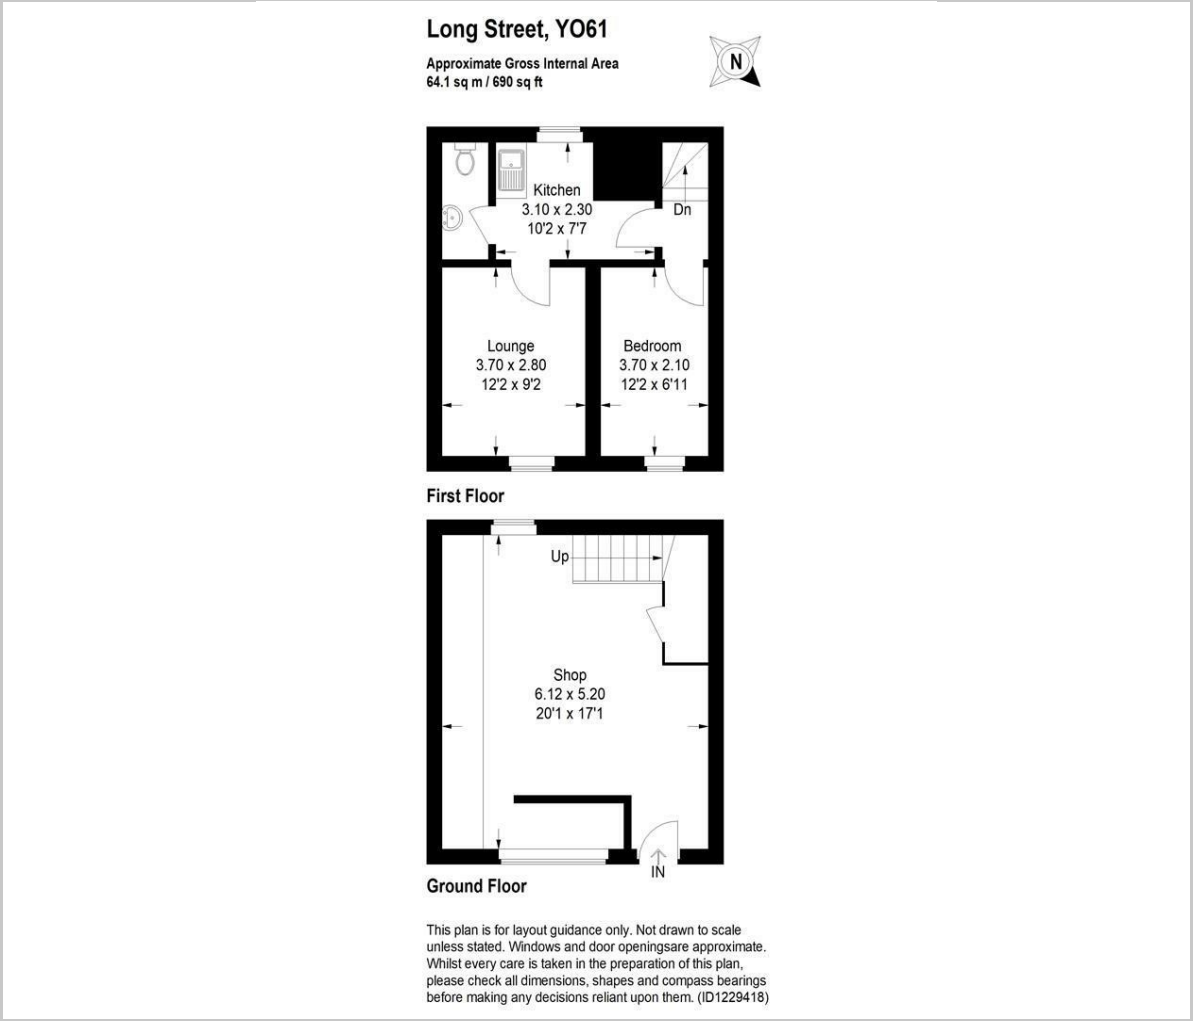 Long Street, YO61
Approximate Gross Internal Area
64.1 sq m / 690 sq ft
N
Kitchen
3.10 x 2.30
10'2 x 7'7
Dn
Lounge
3.70 x 2.80
12'2 x 9'2
Bedroom
3.70 x 2.10
12'2 x 6'11
First Floor
Up
Shop
6.12 x 5.20
20'1 x 17'1
IN
Ground Floor
This plan is for layout guidance only. Not drawn to scale
unless stated. Windows and door openingsare approximate.
Whilst every care is taken in the preparation of this plan,
please check all dimensions, shapes and compass bearings
before making any decisions reliant upon them. (ID1229418)